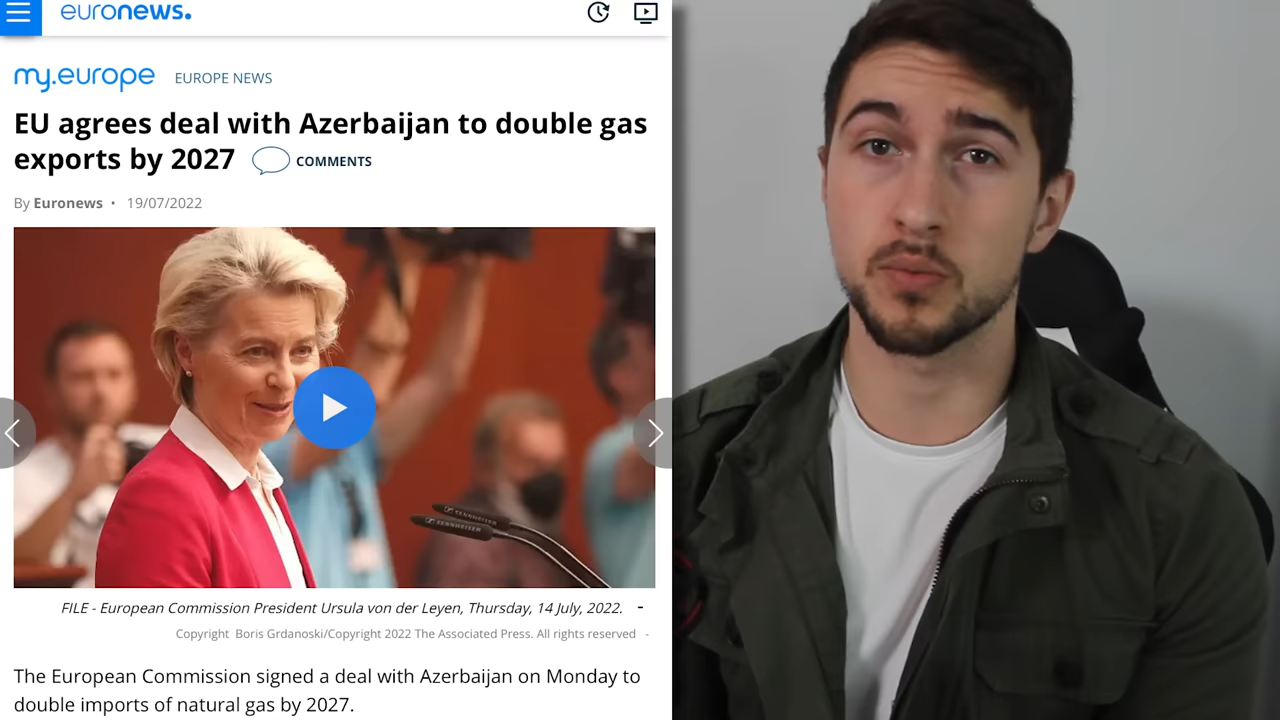 euronews.
my.europe EUROPE NEWS
EU agrees deal with Azerbaijan to double gas
exports by 2027 COMMENTS
By Euronews • 19/07/2022
SENNHEISER
SENNHEISER
FILE - European Commission President Ursula von der Leyen, Thursday, 14 July, 2022. -
Copyright Boris Grdanoski/Copyright 2022 The Associated Press. All rights reserved -
The European Commission signed a deal with Azerbaijan on Monday to
double imports of natural gas by 2027.